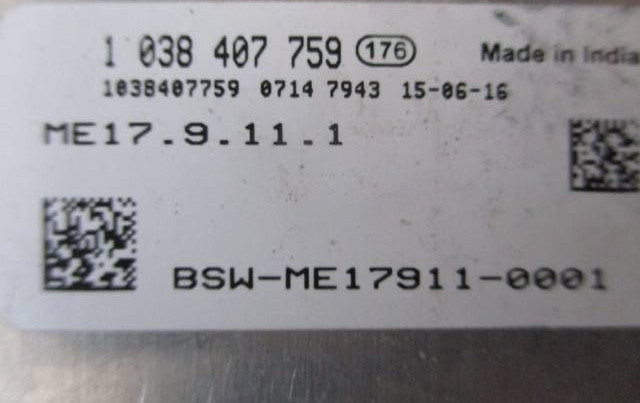 1 038 407 759 176 Made in India
1038407759 0714 7943 15-06-16
ME17.9.11.1
BSW-ME17911-0001